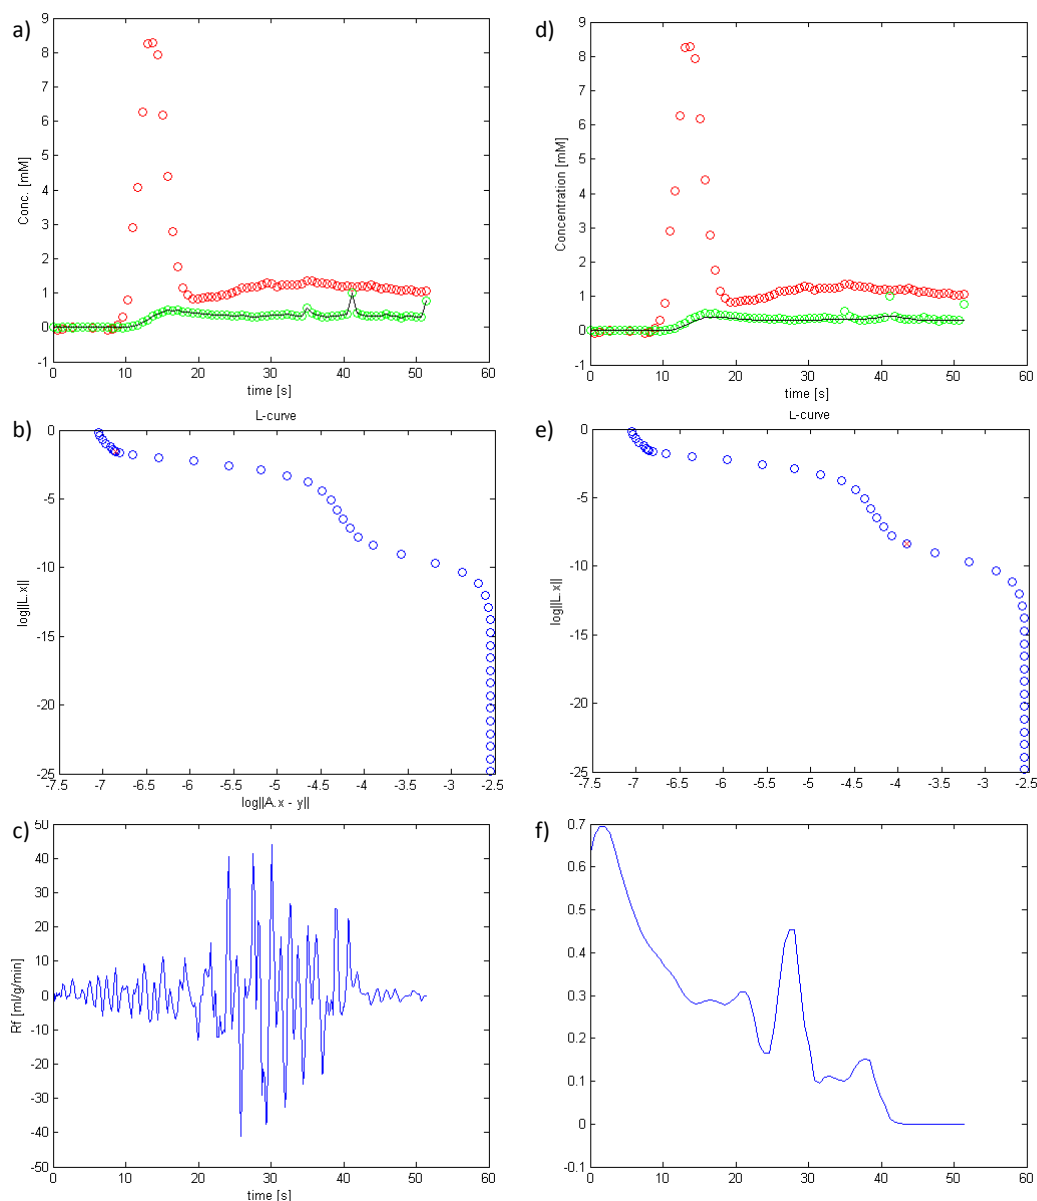 a)
9
8
7
6
5
4
3
2
1
0
-1
Conc. [mM]
0 10 20 30 40 50 60
time [s]
d)
9
8
7
6
5
4
3
2
1
0
-1
Concentration [mM]
0 10 20 30 40 50 60
time [s]
b)
L-curve
0
-5
-10
-15
-20
-25
log||L.x||
-7.5 -7 -6.5 -6 -5.5 -5 -4.5 -4 -3.5 -3 -2.5
log||A.x - y||
e)
L-curve
0
-5
-10
-15
-20
-25
log||L.x||
-7.5 -7 -6.5 -6 -5.5 -5 -4.5 -4 -3.5 -3 -2.5
c)
50
40
30
20
10
0
-10
-20
-30
-40
-50
Rf [ml/g/min]
0 10 20 30 40 50 60
time [s]
f)
0.7
0.6
0.5
0.4
0.3
0.2
0.1
0
-0.1
0 10 20 30 40 50 60